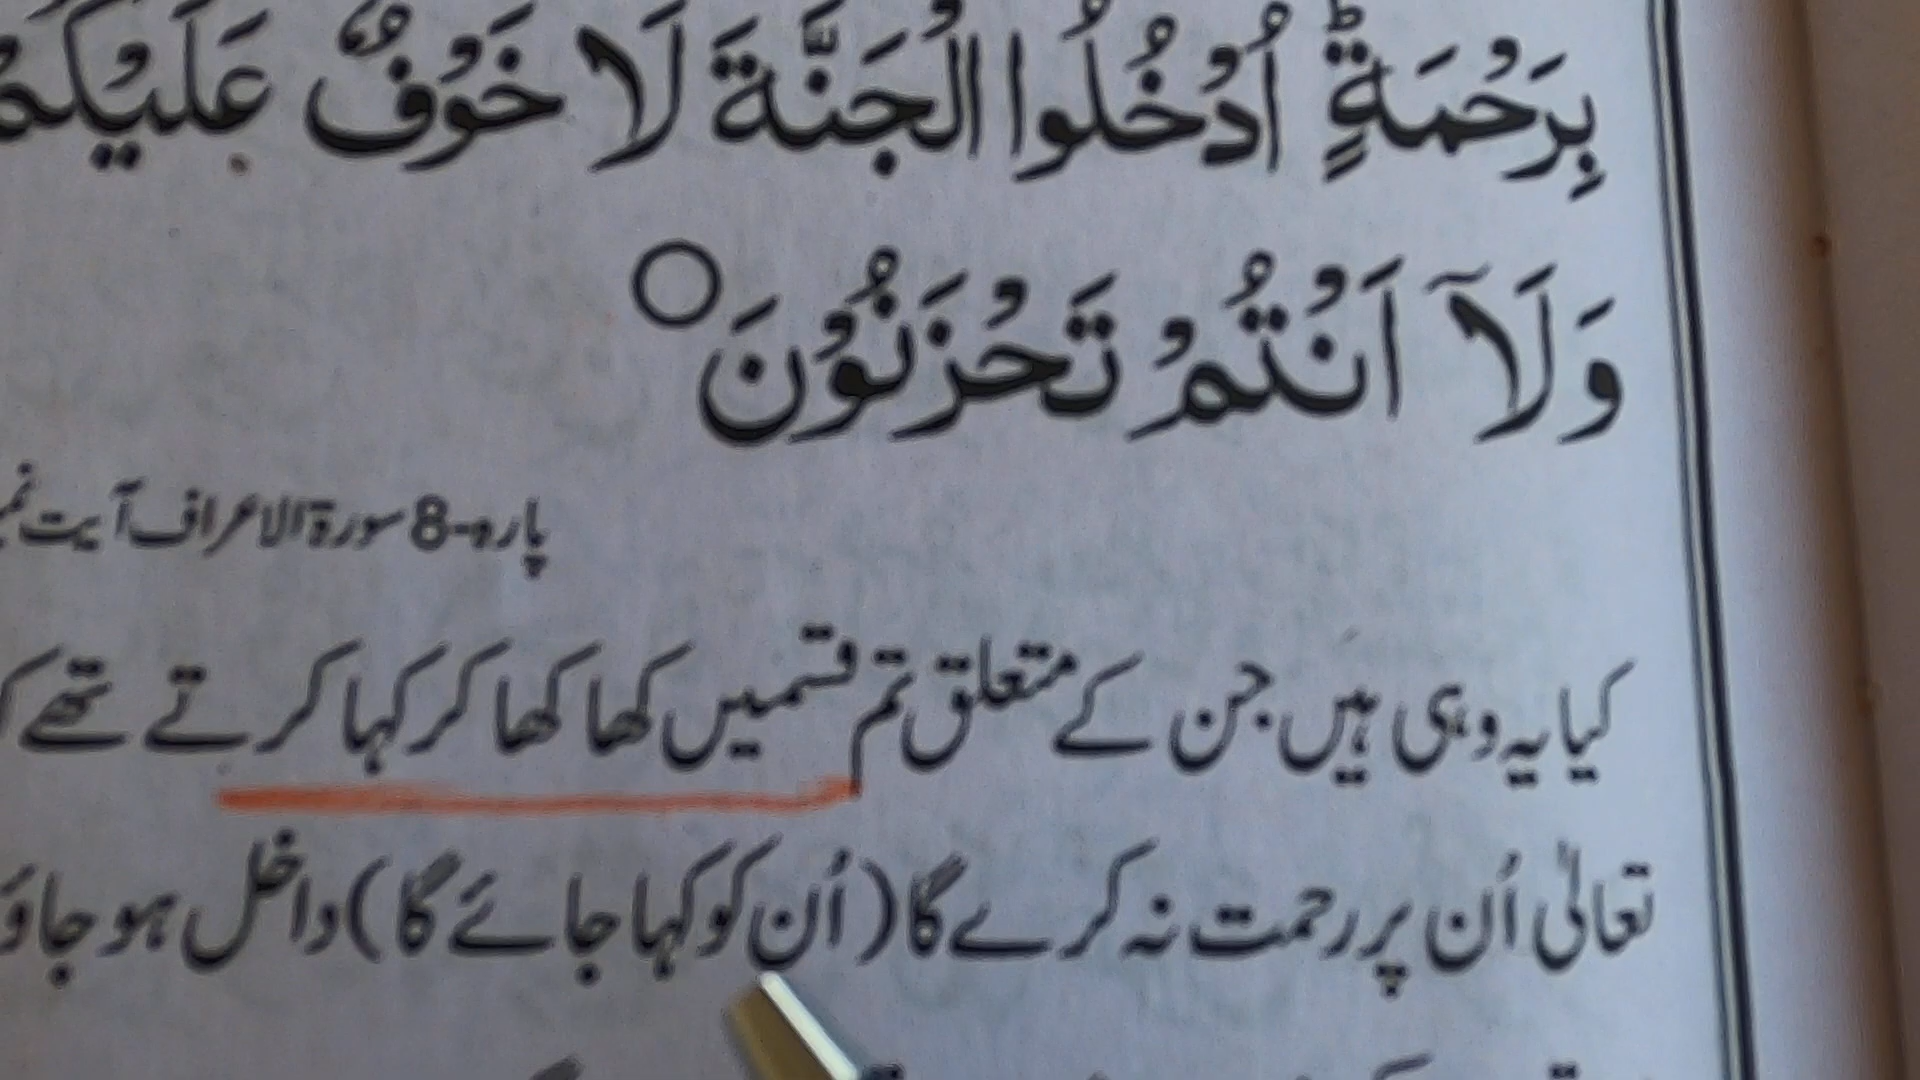 بِرَحْمَةٍ ؕ اُدْخُلُوا الْجَنَّةَ لَا خَوْفٌ عَلَيْكُمْ
وَلَاۤ اَنْتُمْ تَحْزَنُوْنَ ○
پارہ-8 سورۃ الاعراف آیت
کیا یہ وہی ہیں جن کے متعلق تم قسمیں کھا کھا کر کہا کرتے تھے
تعالٰی اُن پر رحمت نہ کرے گا (اُن کو کہا جائے گا) داخل ہو جاؤ